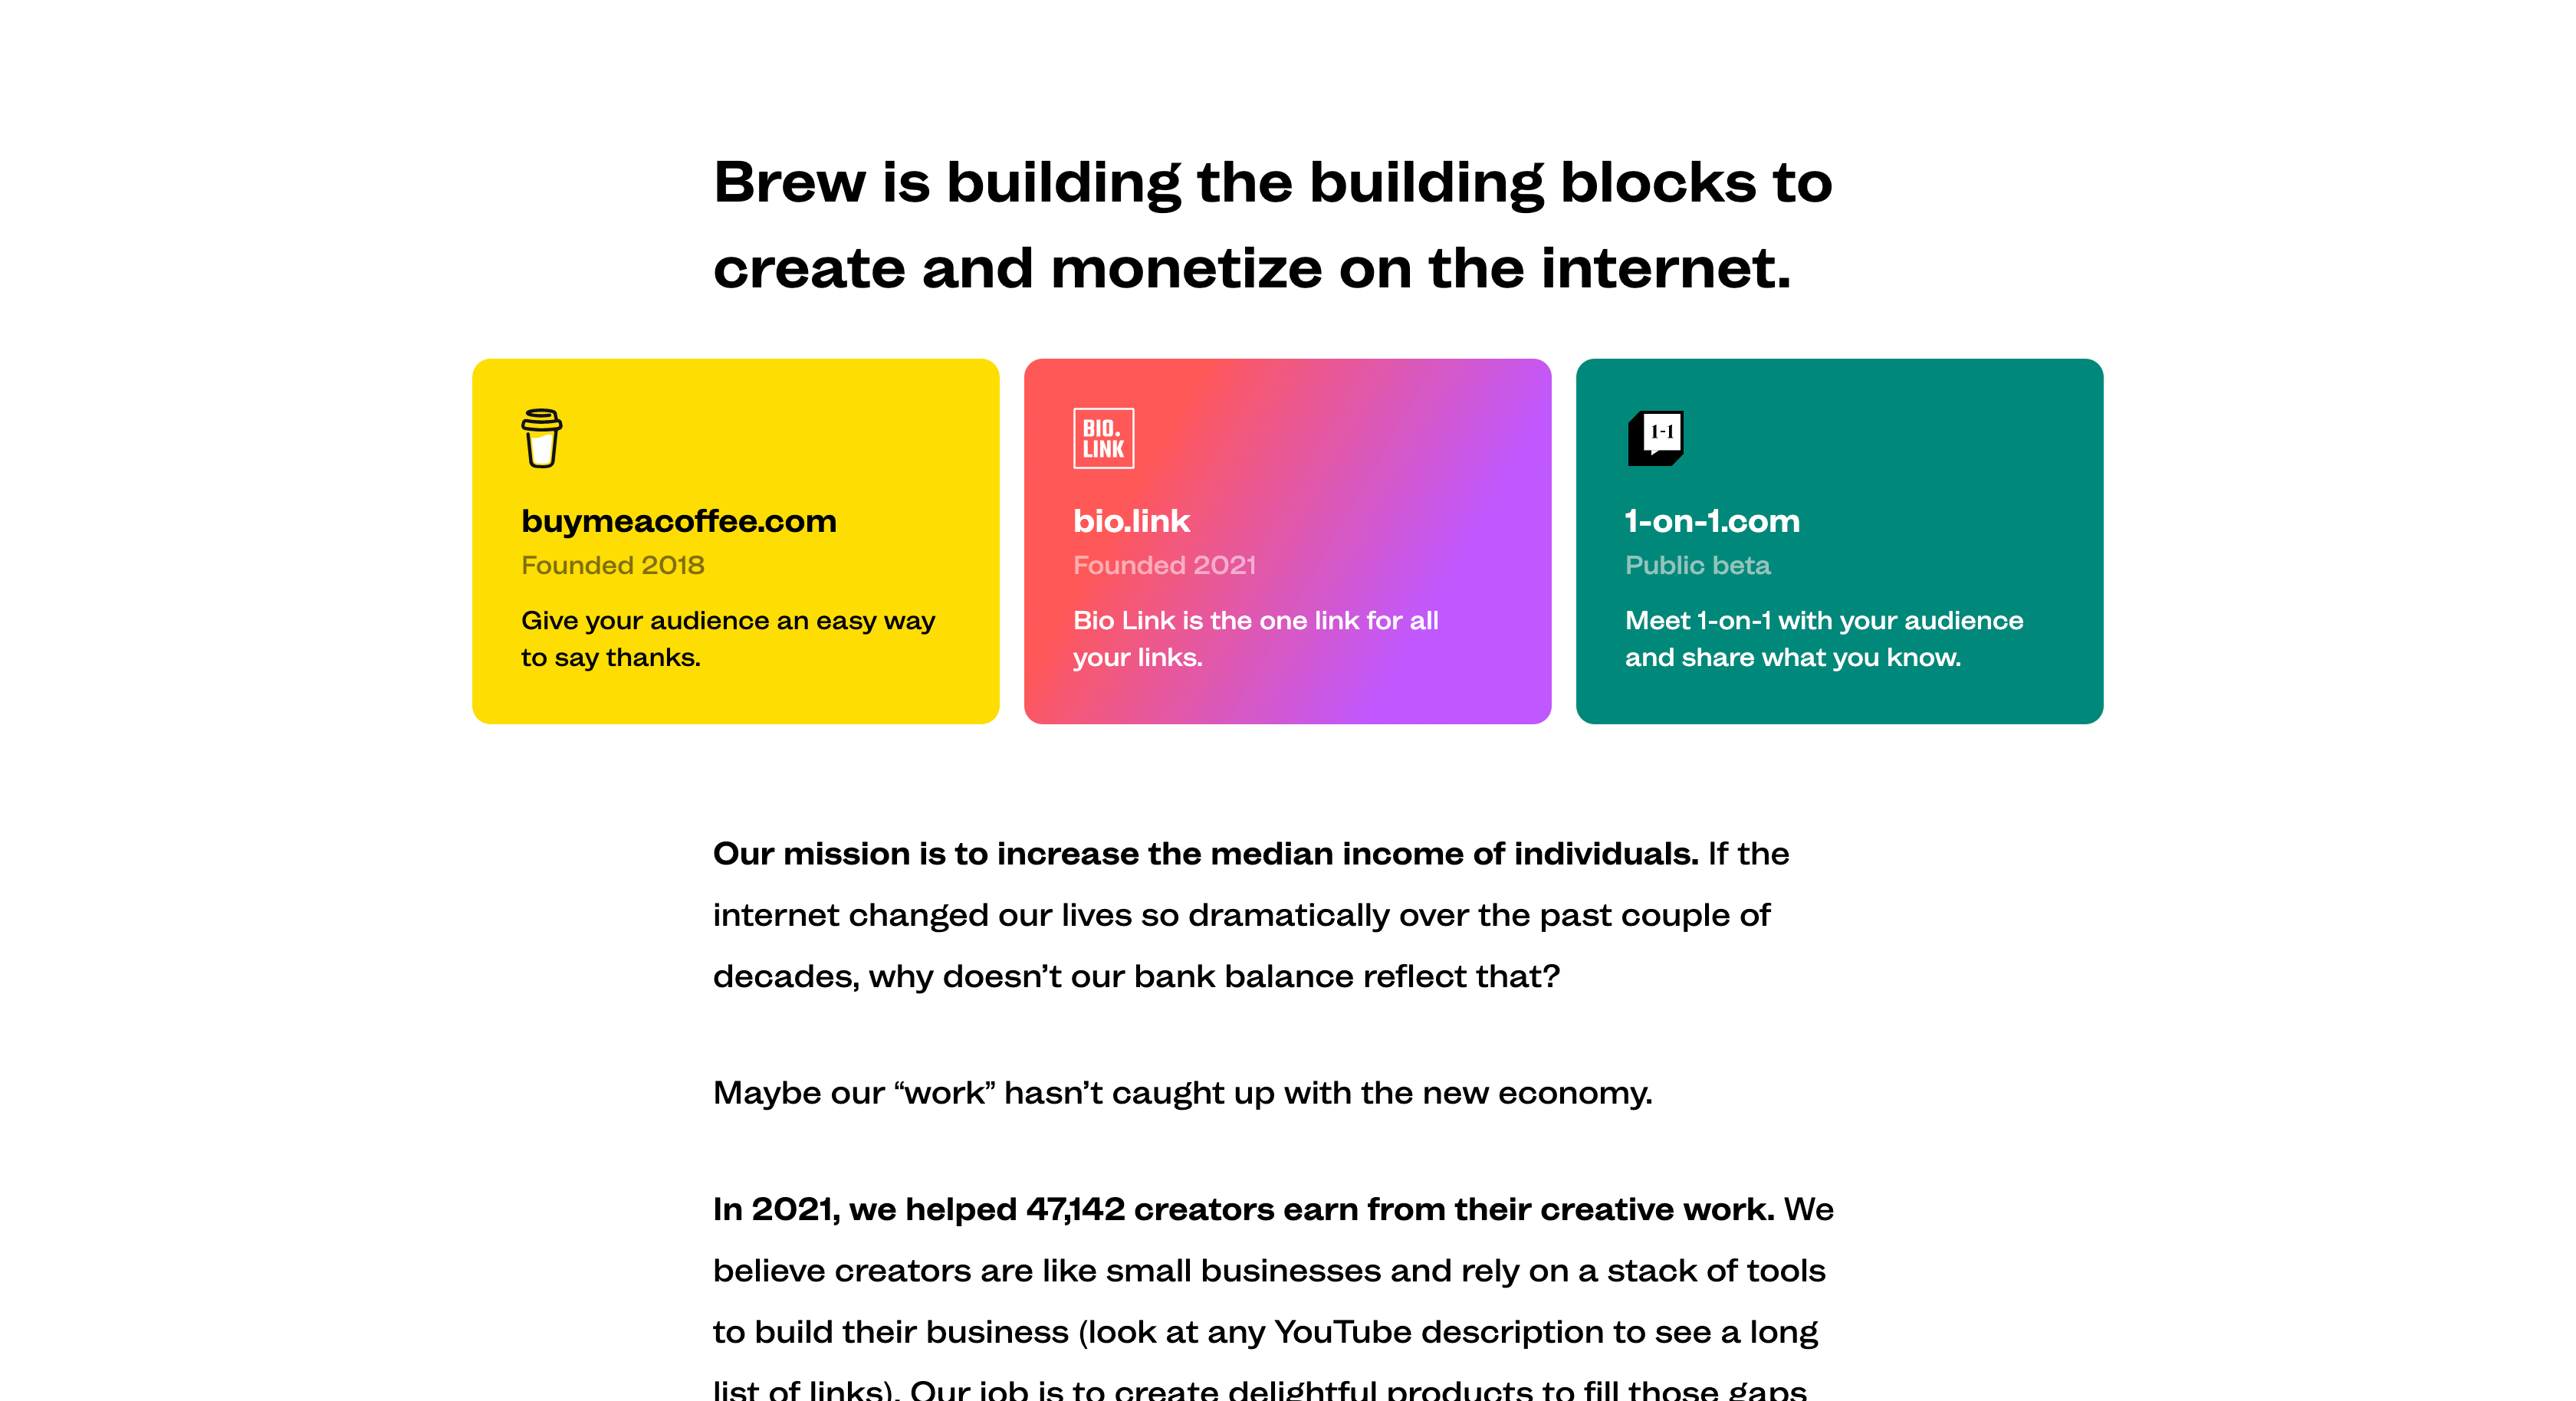 Brew is building the building blocks to
create and monetize on the internet.
buymeacoffee.com
Founded 2018
Give your audience an easy way
to say thanks.
BIO.
LINK
bio.link
Founded 2021
Bio Link is the one link for all
your links.
1-1
1-on-1.com
Public beta
Meet 1-on-1 with your audience
and share what you know.
Our mission is to increase the median income of individuals. If the
internet changed our lives so dramatically over the past couple of
decades, why doesn’t our bank balance reflect that?
Maybe our “work” hasn’t caught up with the new economy.
In 2021, we helped 47,142 creators earn from their creative work. We
believe creators are like small businesses and rely on a stack of tools
to build their business (look at any YouTube description to see a long
list of links). Our job is to create delightful products to fill those gaps